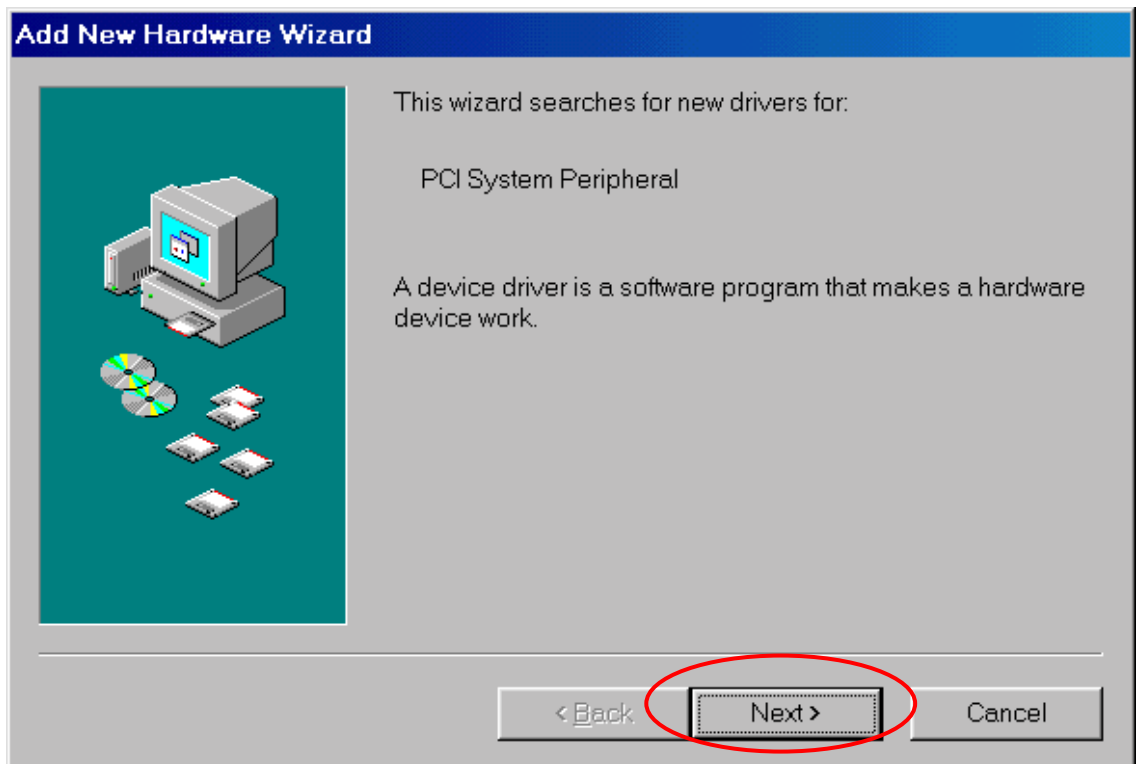 Add New Hardware Wizard
This wizard searches for new drivers for:
PCI System Peripheral
A device driver is a software program that makes a hardware
device work.
< Back
Next >
Cancel